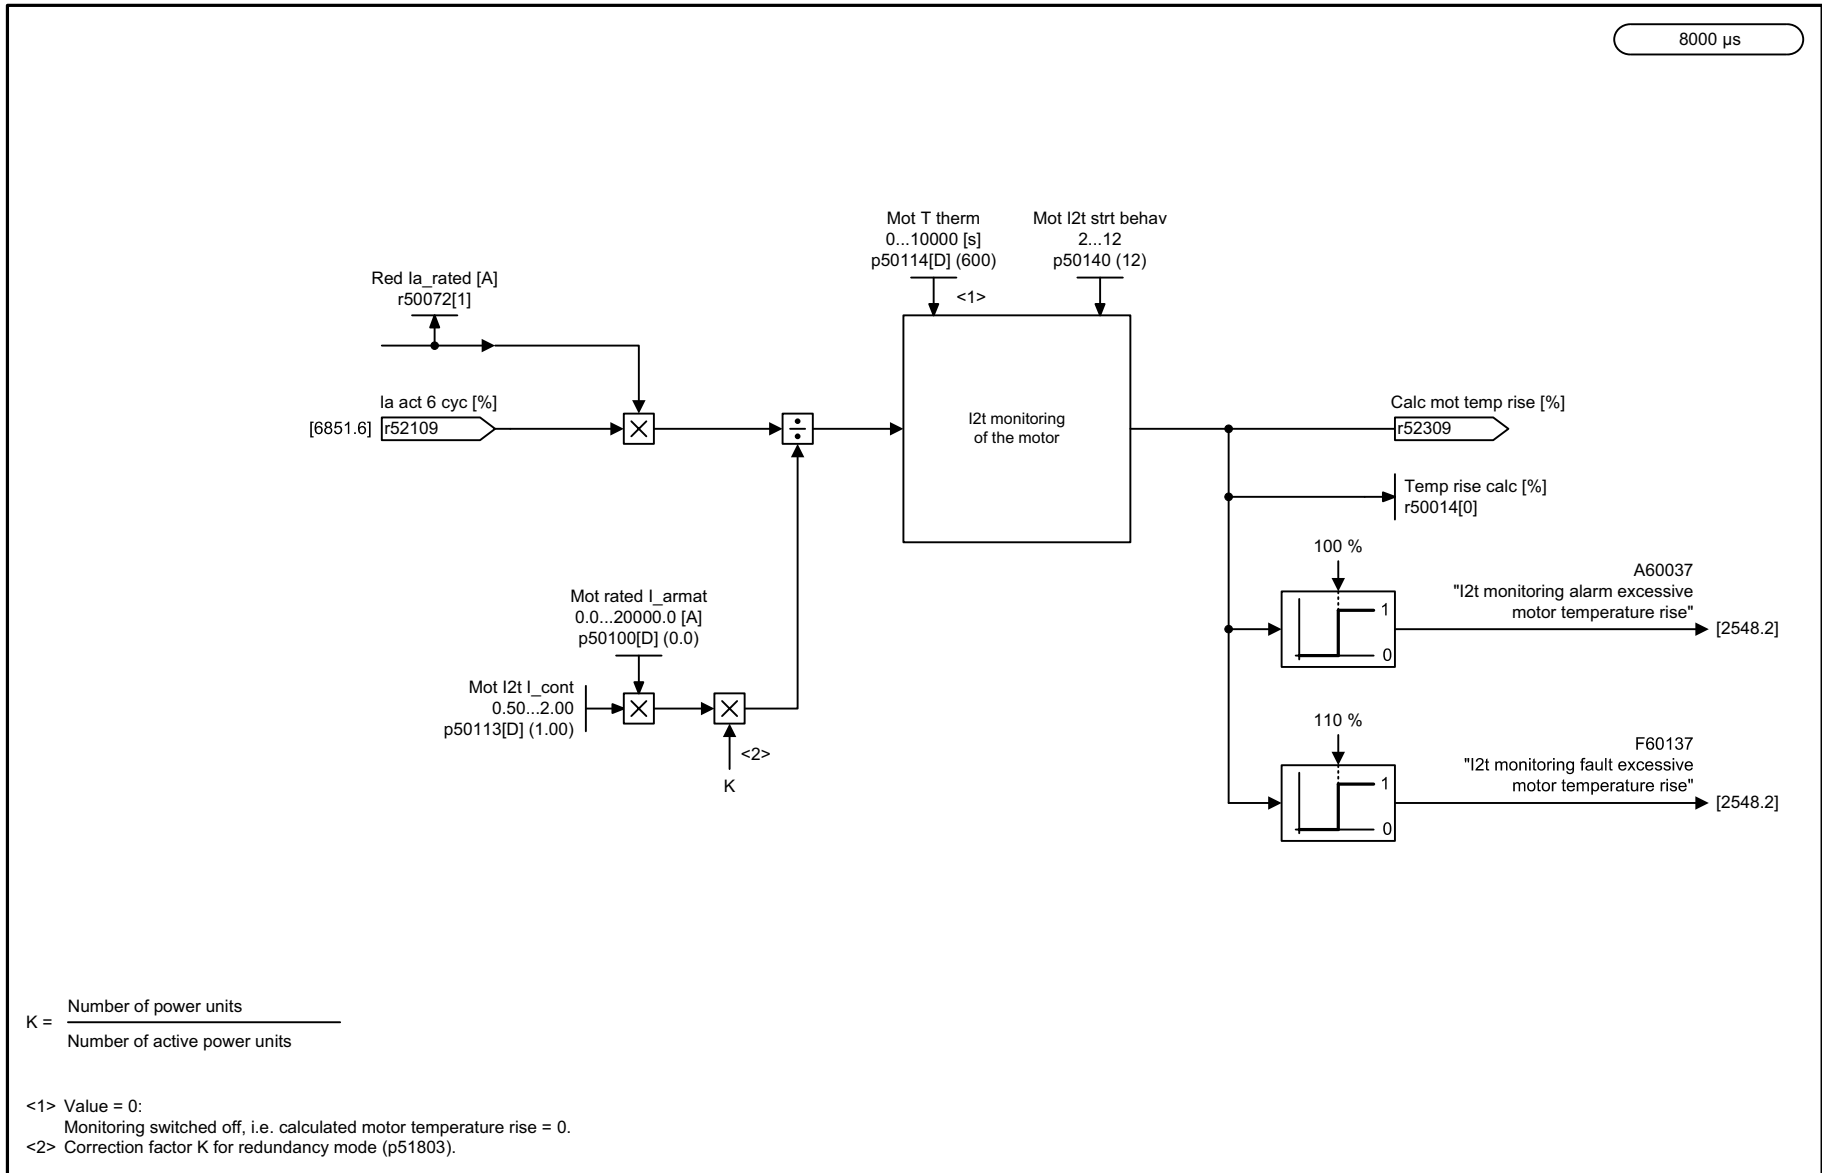 8000 µs
Mot T therm
0...10000 [s]
p50114[D] (600)
<1>
Mot I2t strt behav
2...12
p50140 (12)
Red Ia_rated [A]
r50072[1]
Ia act 6 cyc [%]
[6851.6] r52109
I2t monitoring
of the motor
Calc mot temp rise [%]
r52309
Temp rise calc [%]
r50014[0]
100 %
1
0
A60037
"I2t monitoring alarm excessive
motor temperature rise"
[2548.2]
Mot rated I_armat
0.0...20000.0 [A]
p50100[D] (0.0)
Mot I2t I_cont
0.50...2.00
p50113[D] (1.00)
<2>
K
110 %
1
0
F60137
"I2t monitoring fault excessive
motor temperature rise"
[2548.2]
K =
Number of power units
Number of active power units
<1> Value = 0:
Monitoring switched off, i.e. calculated motor temperature rise = 0.
<2> Correction factor K for redundancy mode (p51803).